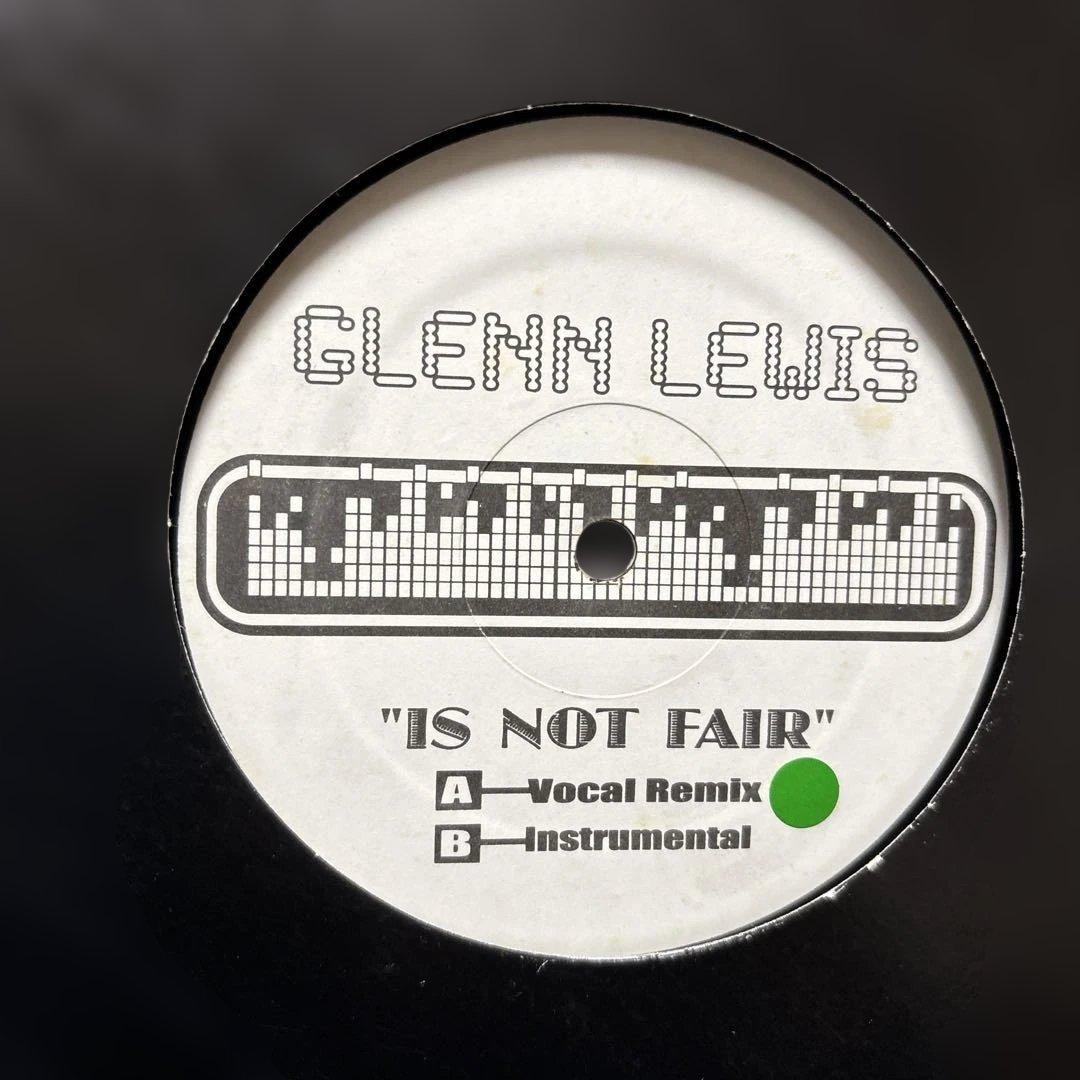 GLENN LEWIS
"IS NOT FAIR"
A Vocal Remix
B Instrumental